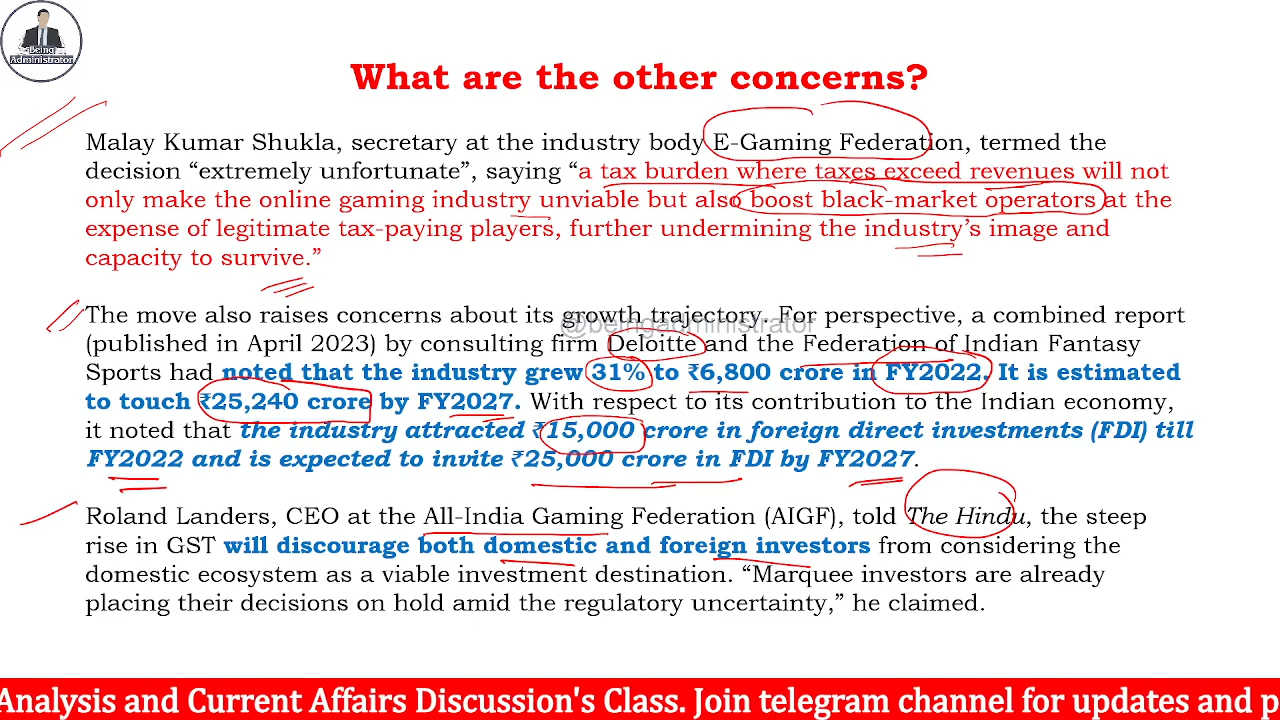 Being
Administrator
What are the other concerns?
Malay Kumar Shukla, secretary at the industry body E-Gaming Federation, termed the
decision “extremely unfortunate”, saying “a tax burden where taxes exceed revenues will not
only make the online gaming industry unviable but also boost black-market operators at the
expense of legitimate tax-paying players, further undermining the industry’s image and
capacity to survive.”
The move also raises concerns about its growth trajectory. For perspective, a combined report
@beingadministrator
(published in April 2023) by consulting firm Deloitte and the Federation of Indian Fantasy
Sports had noted that the industry grew 31% to ₹6,800 crore in FY2022. It is estimated
to touch ₹25,240 crore by FY2027. With respect to its contribution to the Indian economy,
it noted that the industry attracted ₹15,000 crore in foreign direct investments (FDI) till
FY2022 and is expected to invite ₹25,000 crore in FDI by FY2027.
Roland Landers, CEO at the All-India Gaming Federation (AIGF), told The Hindu, the steep
rise in GST will discourage both domestic and foreign investors from considering the
domestic ecosystem as a viable investment destination. “Marquee investors are already
placing their decisions on hold amid the regulatory uncertainty,” he claimed.
Analysis and Current Affairs Discussion's Class. Join telegram channel for updates and p